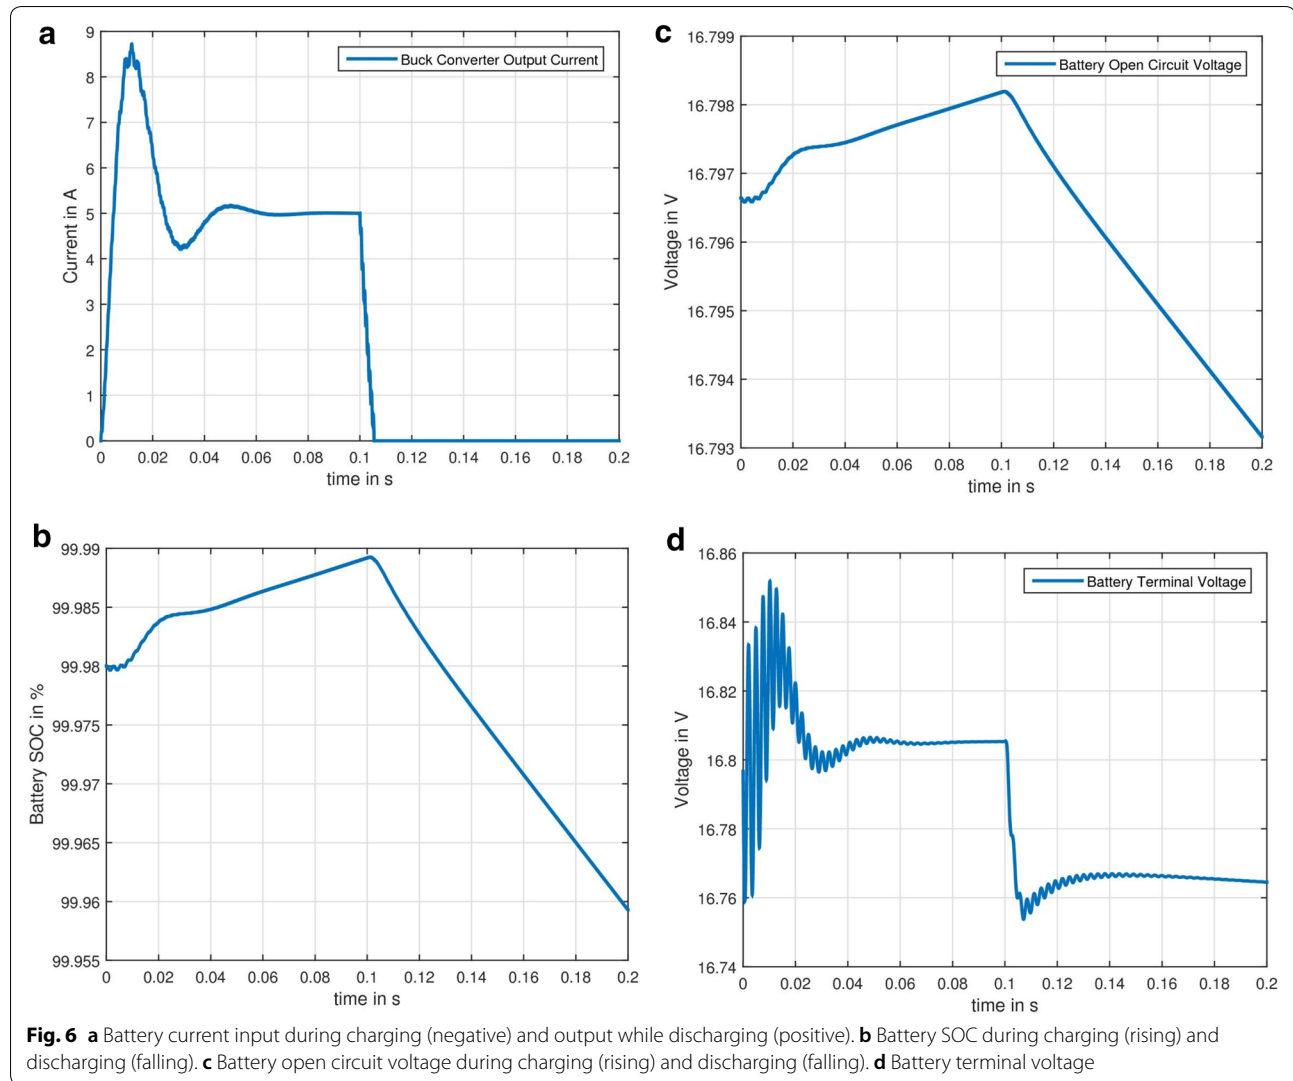 a
9
8
7
6
5
4
3
2
1
0
Current in A
Buck Converter Output Current
0 0.02 0.04 0.06 0.08 0.1 0.12 0.14 0.16 0.18 0.2
time in s
c
16.799
16.798
16.797
16.796
16.795
16.794
16.793
Voltage in V
Battery Open Circuit Voltage
0 0.02 0.04 0.06 0.08 0.1 0.12 0.14 0.16 0.18 0.2
time in s
b
99.99
99.985
99.98
99.975
99.97
99.965
99.96
99.955
Battery SOC in %
0 0.02 0.04 0.06 0.08 0.1 0.12 0.14 0.16 0.18 0.2
time in s
d
16.86
16.84
16.82
16.8
16.78
16.76
16.74
Voltage in V
Battery Terminal Voltage
0 0.02 0.04 0.06 0.08 0.1 0.12 0.14 0.16 0.18 0.2
time in s
Fig. 6 a Battery current input during charging (negative) and output while discharging (positive). b Battery SOC during charging (rising) and
discharging (falling). c Battery open circuit voltage during charging (rising) and discharging (falling). d Battery terminal voltage